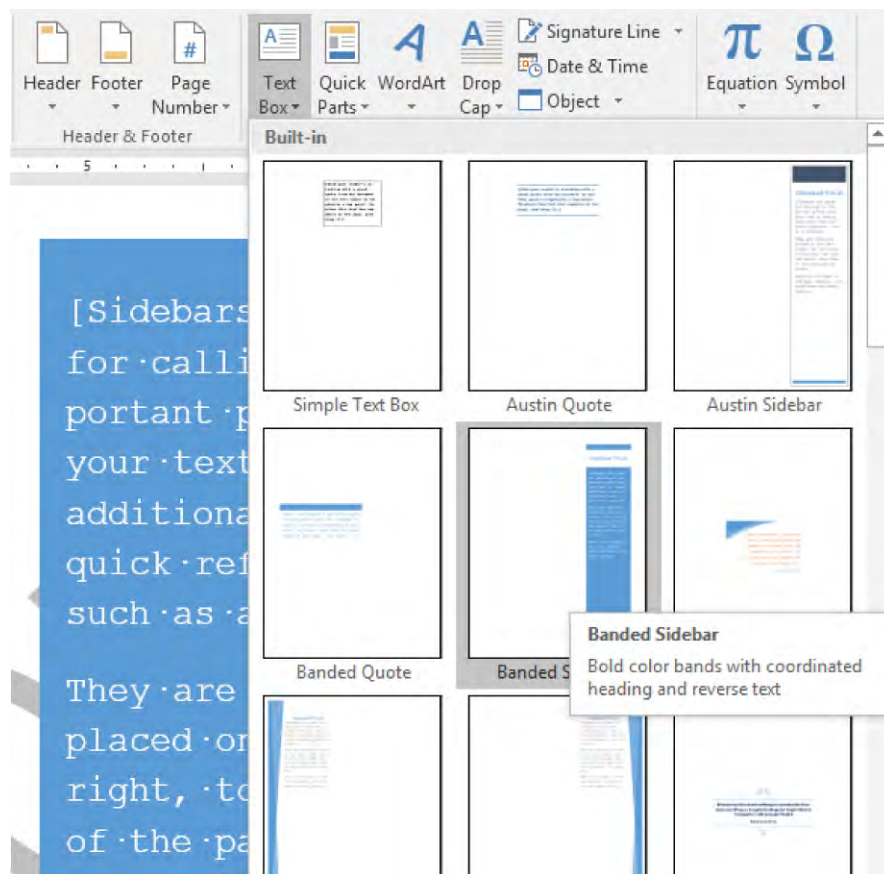 Header Footer Page Number
Header & Footer
Text Box Quick Parts WordArt Drop Cap
Signature Line
Date & Time
Object
Equation Symbol
5
Built-in
Simple Text Box
Austin Quote
Austin Sidebar
Banded Quote
Banded S
Banded Sidebar
Bold color bands with coordinated
heading and reverse text
[Sidebars
for·calli
portant·p
your·text
additiona
quick·ref
such·as·a
They·are
placed·on
right,·to
of·the·pa